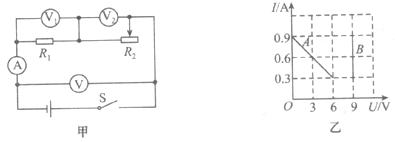 V₁ V₂
R₁ R₂
A
V
S
甲
I/A
0.9 A
0.6 B
0.3
O 3 6 9 U/V
乙